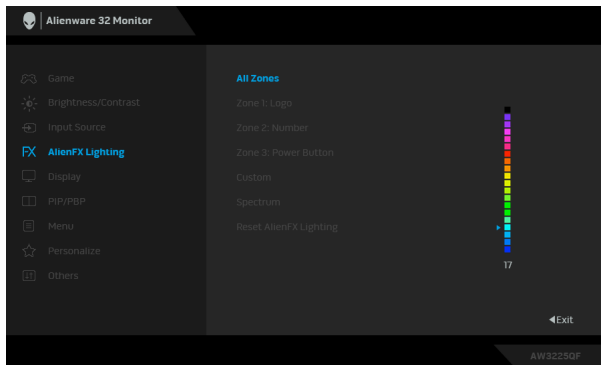 Alienware 32 Monitor
Game
Brightness/Contrast
Input Source
FX AlienFX Lighting
Display
PIP/PBP
Menu
Personalize
Others
All Zones
Zone 1: Logo
Zone 2: Number
Zone 3: Power Button
Custom
Spectrum
Reset AlienFX Lighting
17
Exit
AW3225QF